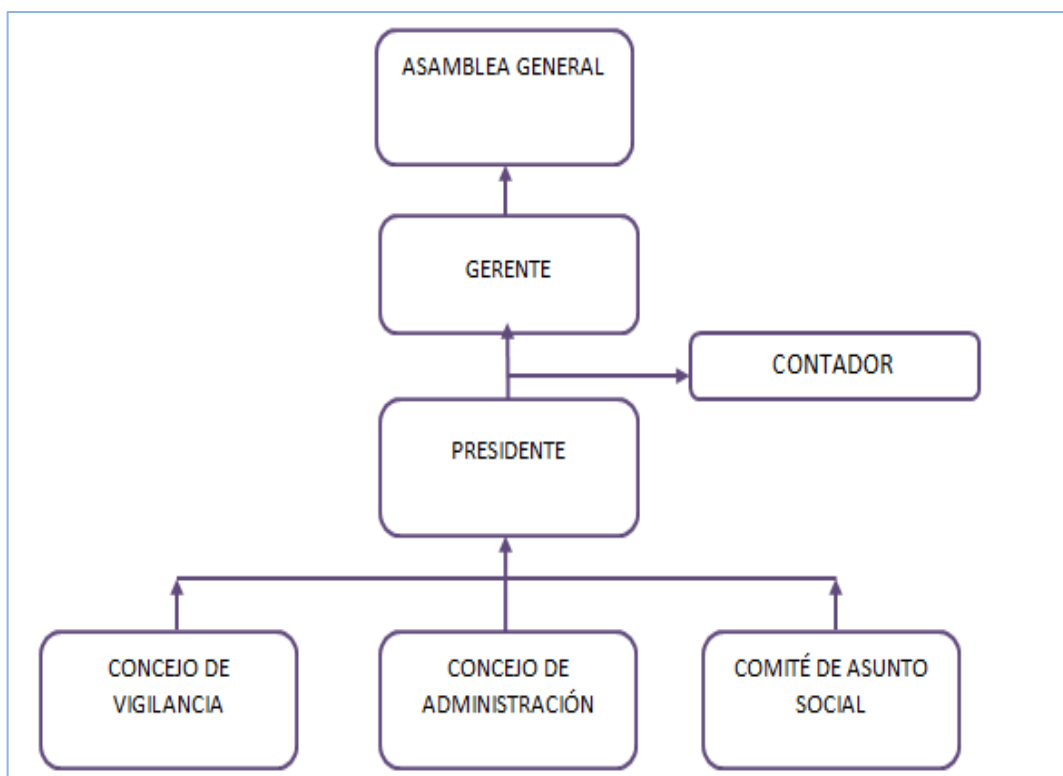 ASAMBLEA GENERAL
GERENTE
CONTADOR
PRESIDENTE
CONCEJO DE
VIGILANCIA
CONCEJO DE
ADMINISTRACIÓN
COMITÉ DE ASUNTO
SOCIAL